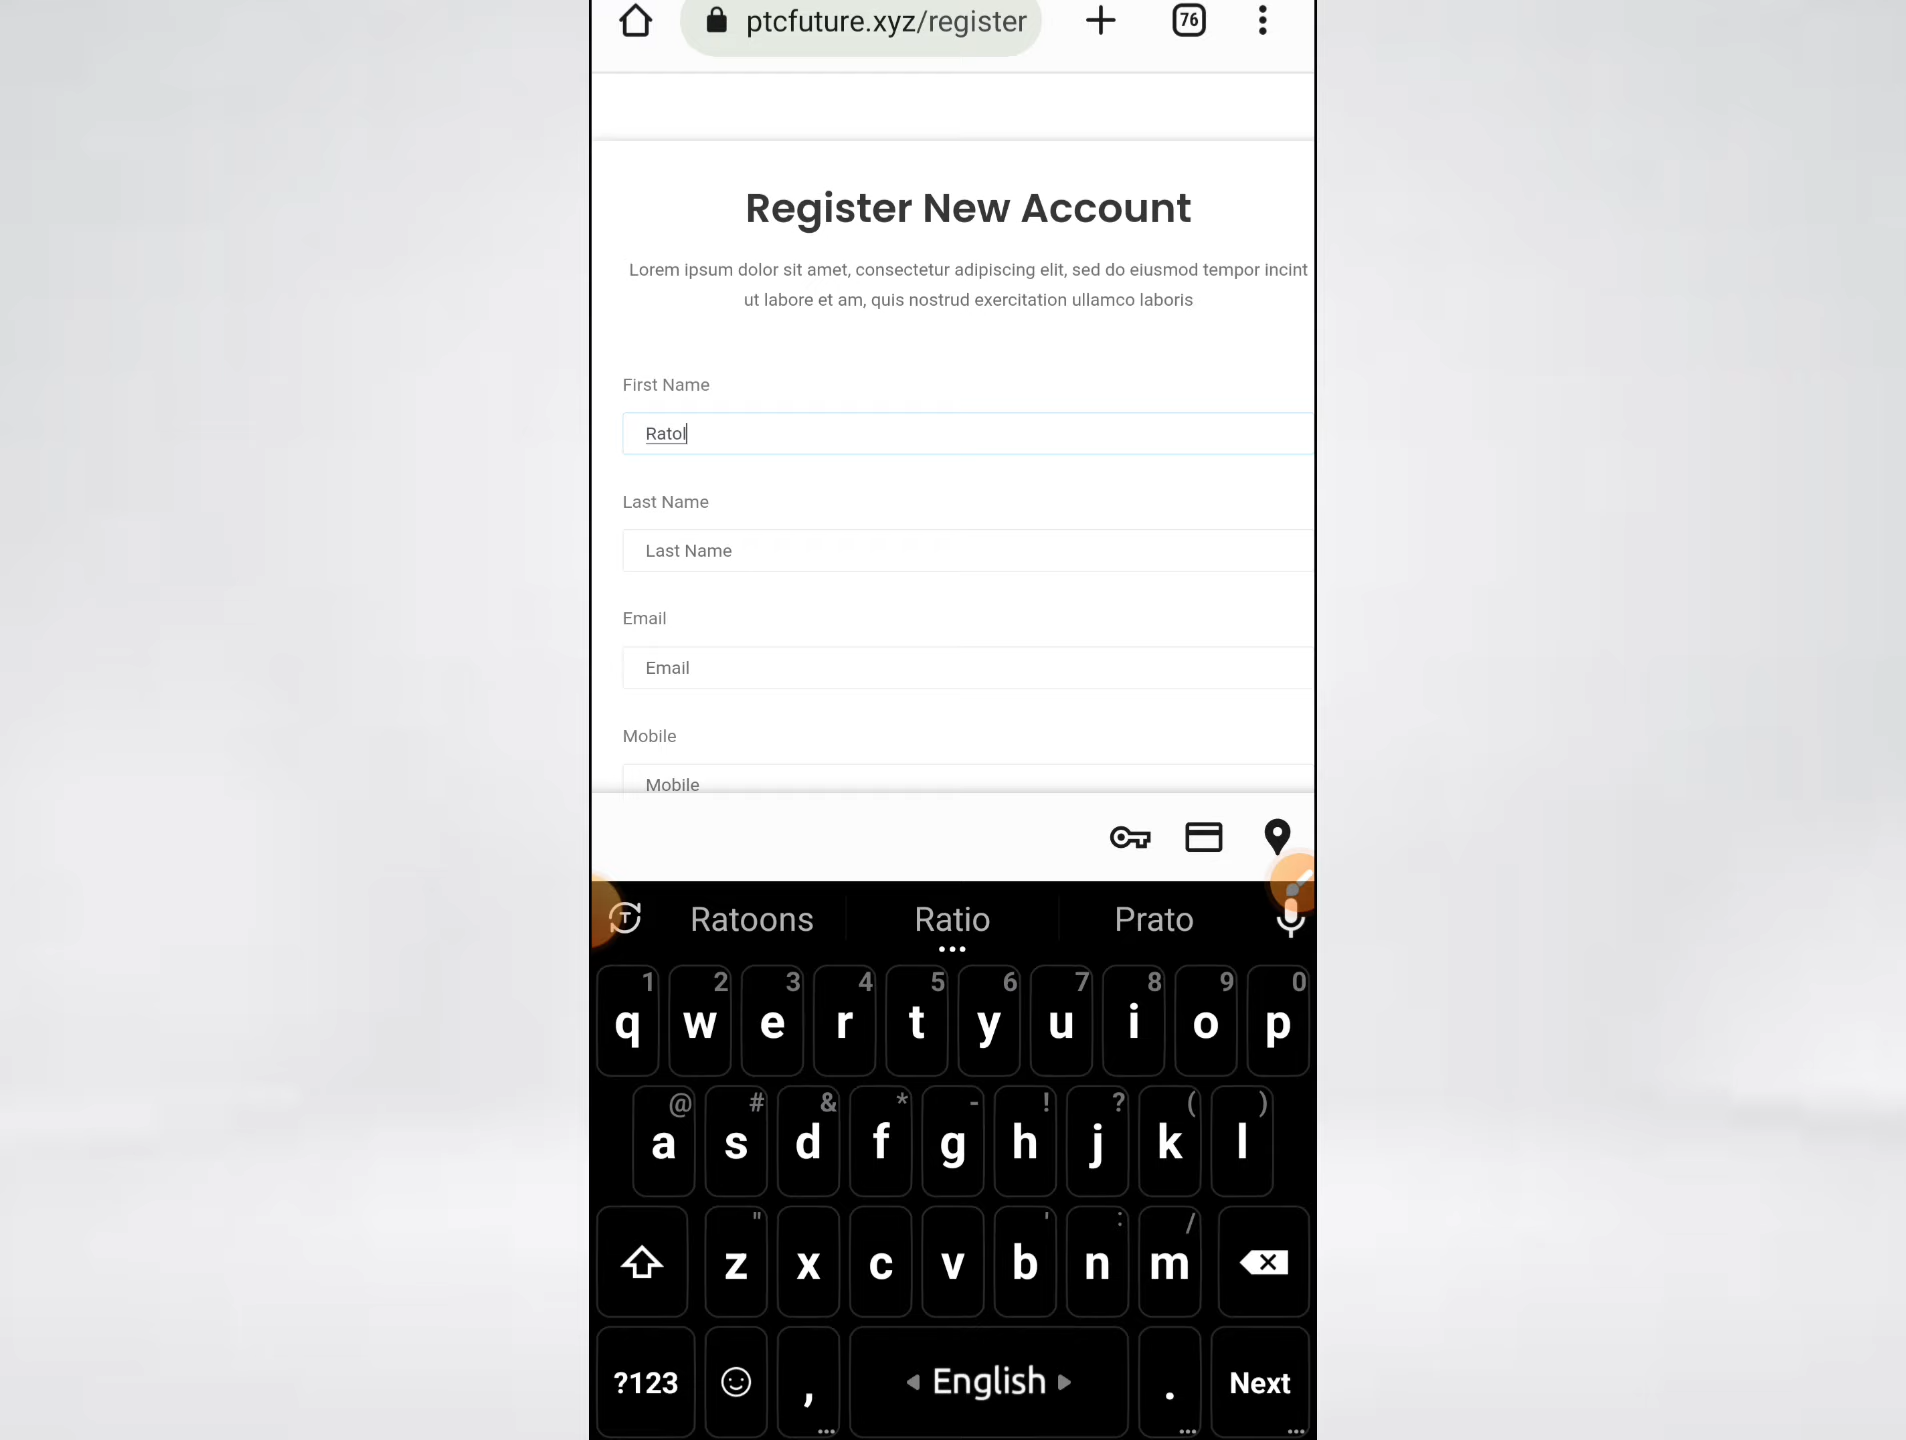 ptcfuture.xyz/register
76
Register New Account
Lorem ipsum dolor sit amet, consectetur adipiscing elit, sed do eiusmod tempor incint
ut labore et am, quis nostrud exercitation ullamco laboris
First Name
Ratol
Last Name
Last Name
Email
Email
Mobile
Mobile
T
Ratoons Ratio Prato
1 2 3 4 5 6 7 8 9 0
q w e r t y u i o p
@ # & * - ! ? ( )
a s d f g h j k l
" ' : /
z x c v b n m
?123 , English . Next